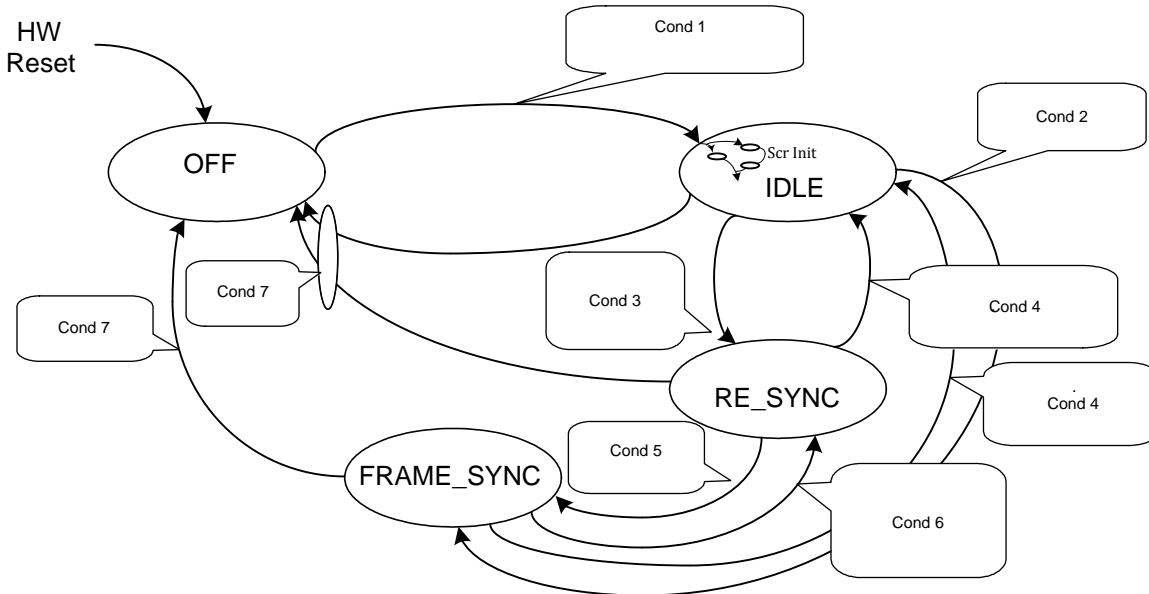 HW
Reset
Cond 1
Cond 2
OFF
Scr Init
IDLE
Cond 7
Cond 3
Cond 4
Cond 7
RE_SYNC
.
Cond 4
Cond 5
FRAME_SYNC
Cond 6